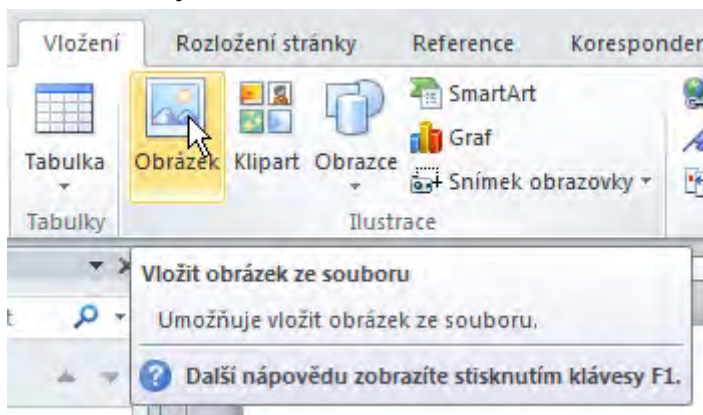 Vložení Rozložení stránky Reference Koresponden
SmartArt
Graf
Tabulka Obrázek Klipart Obrazce
Snímek obrazovky
Tabulky Ilustrace
Vložit obrázek ze souboru
Umožňuje vložit obrázek ze souboru.
Další nápovědu zobrazíte stisknutím klávesy F1.